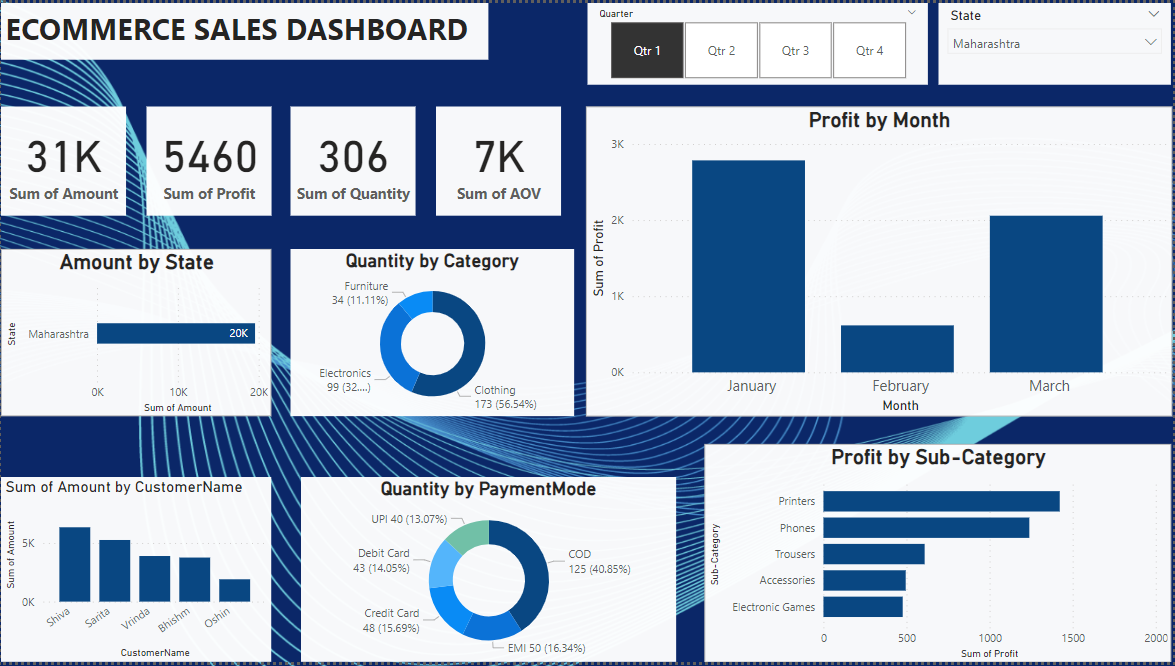 ECOMMERCE SALES DASHBOARD
Quarter
Qtr 1
Qtr 2
Qtr 3
Qtr 4
State
Maharashtra
31K
Sum of Amount
5460
Sum of Profit
306
Sum of Quantity
7K
Sum of AOV
Profit by Month
Sum of Profit
3K
2K
1K
0K
January
February
March
Month
Amount by State
State
Maharashtra
20K
0K
10K
20K
Sum of Amount
Quantity by Category
Furniture
34 (11.11%)
Electronics
99 (32....)
Clothing
173 (56.54%)
Sum of Amount by CustomerName
Sum of Amount
5K
0K
Shiva
Sarita
Vrinda
Bhishm
Oshin
CustomerName
Quantity by PaymentMode
UPI 40 (13.07%)
Debit Card
43 (14.05%)
Credit Card
48 (15.69%)
COD
125 (40.85%)
EMI 50 (16.34%)
Profit by Sub-Category
Sub-Category
Printers
Phones
Trousers
Accessories
Electronic Games
0
500
1000
1500
2000
Sum of Profit